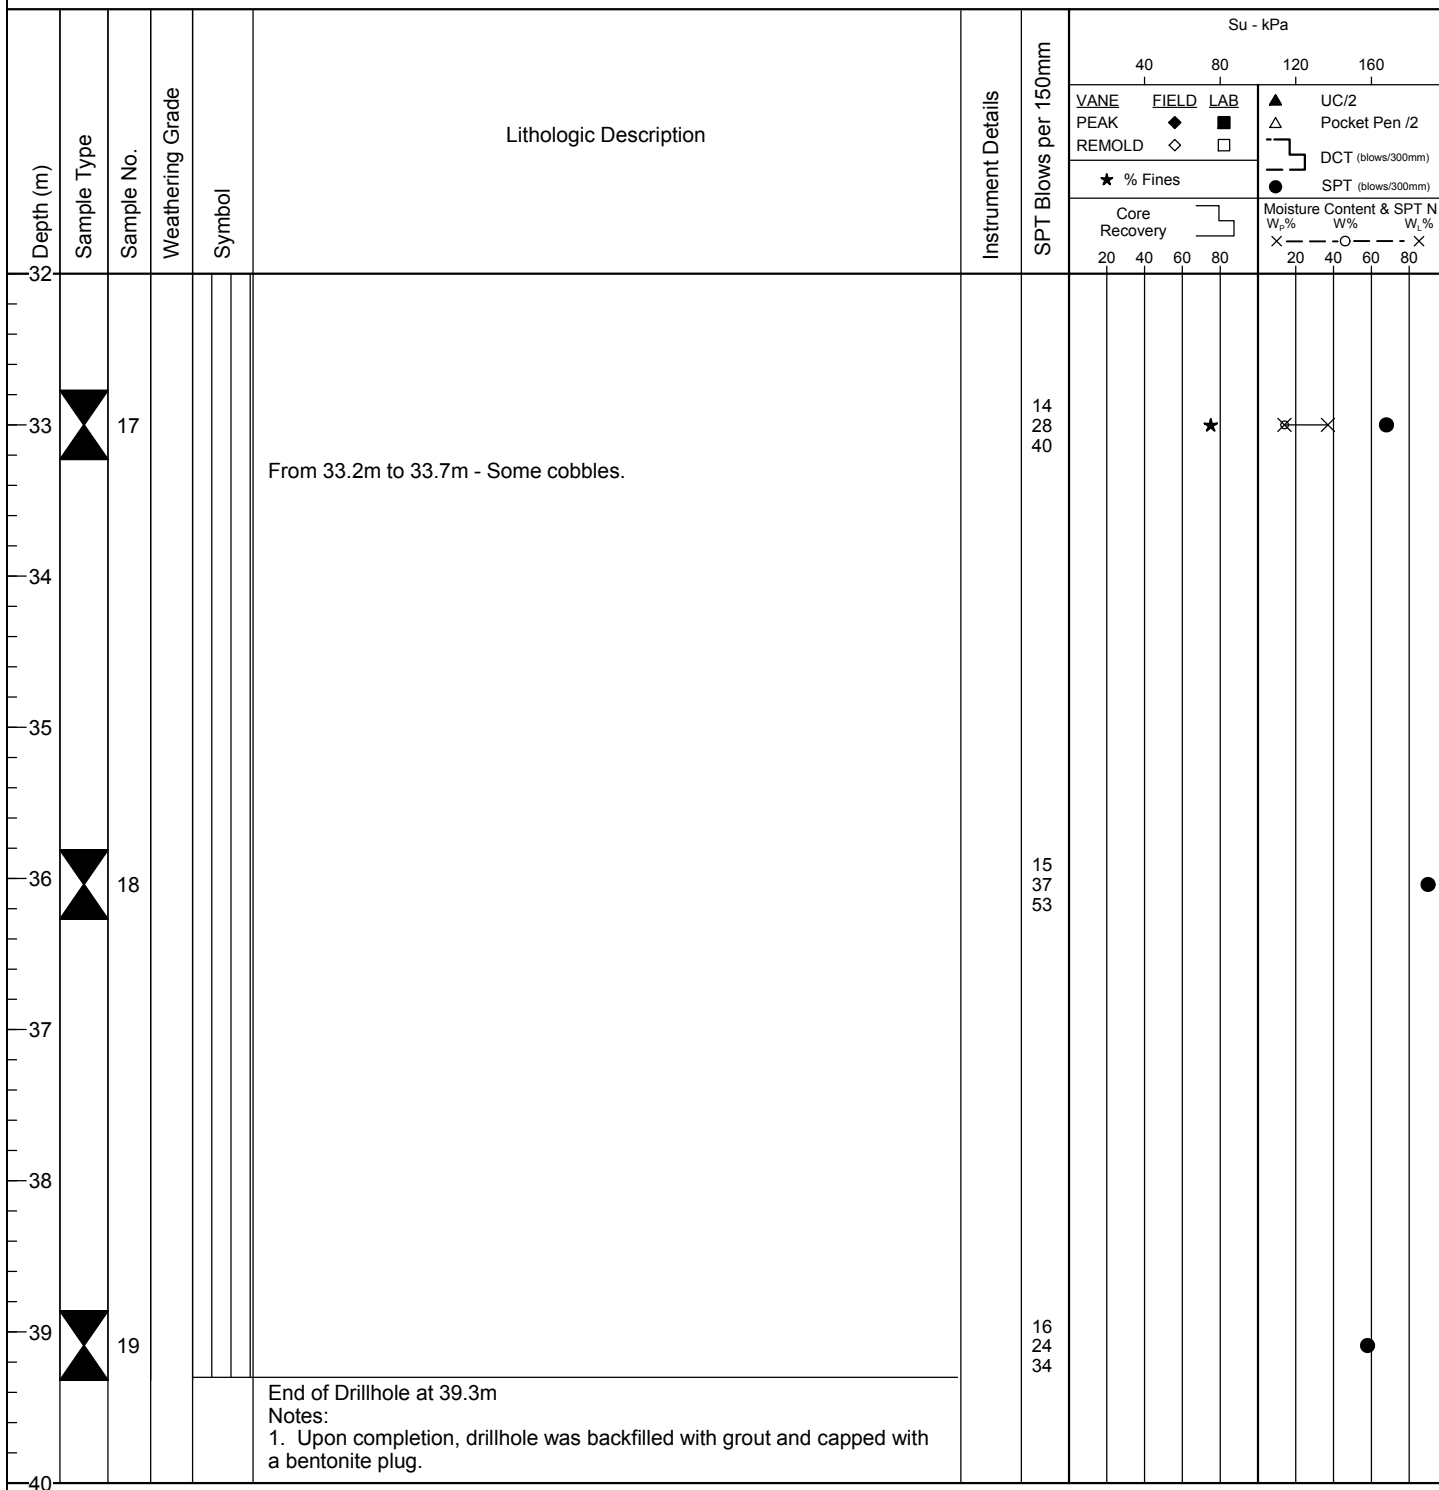 Su - kPa
40 80 120 160
Depth (m)
Sample Type
Sample No.
Weathering Grade
Symbol
Lithologic Description
Instrument Details
SPT Blows per 150mm
VANE FIELD LAB
PEAK
REMOLD
% Fines
Core
Recovery
UC/2
Pocket Pen /2
DCT (blows/300mm)
SPT (blows/300mm)
Moisture Content & SPT N
WP% W% WL%
20 40 60 80 20 40 60 80
32
14
33 17 28
40
From 33.2m to 33.7m - Some cobbles.
34
35
15
36 18 37
53
37
38
16
39 19 24
34
End of Drillhole at 39.3m
Notes:
1. Upon completion, drillhole was backfilled with grout and capped with
a bentonite plug.
40